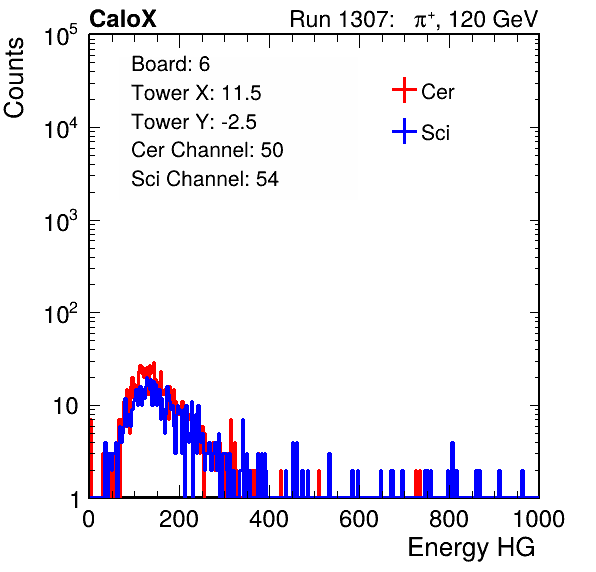 CaloX Run 1307: π⁺, 120 GeV
Counts
Board: 6
Tower X: 11.5
Tower Y: -2.5
Cer Channel: 50
Sci Channel: 54
Cer
Sci
10⁵
10⁴
10³
10²
10
1
0 200 400 600 800 1000
Energy HG